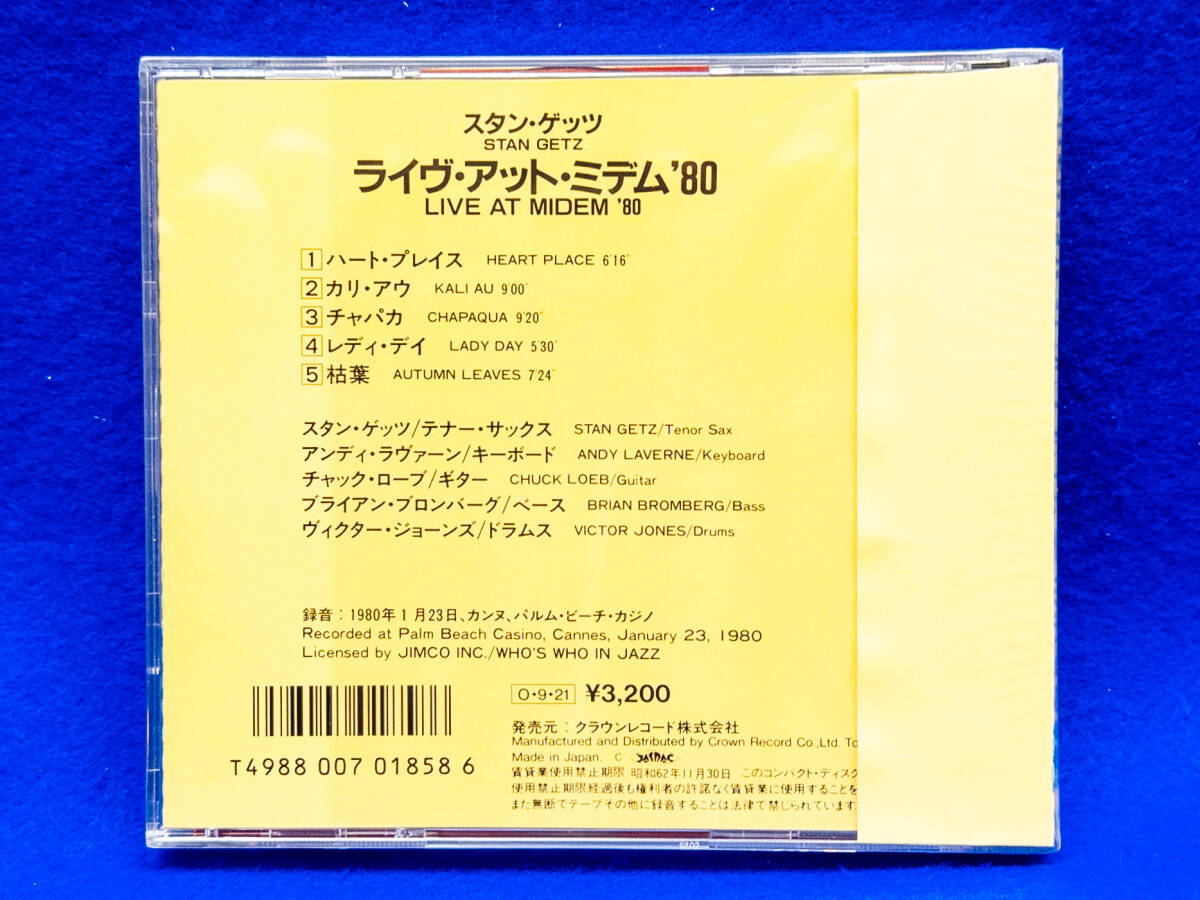 スタン・ゲッツ
STAN GETZ
ライヴ・アット・ミデム'80
LIVE AT MIDEM '80
1 ハート・プレイス HEART PLACE 6'16"
2 カリ・アウ KALI AU 9'00"
3 チャパカ CHAPAQUA 9'20"
4 レディ・デイ LADY DAY 5'30"
5 枯葉 AUTUMN LEAVES 7'24"
スタン・ゲッツ/テナー・サックス STAN GETZ/Tenor Sax
アンディ・ラヴァーン/キーボード ANDY LAVERNE/Keyboard
チャック・ローブ/ギター CHUCK LOEB/Guitar
ブライアン・ブロンバーグ/ベース BRIAN BROMBERG/Bass
ヴィクター・ジョーンズ/ドラムス VICTOR JONES/Drums
録音：1980年1月23日、カンヌ、パルム・ビーチ・カジノ
Recorded at Palm Beach Casino, Cannes, January 23, 1980
Licensed by JIMCO INC./WHO'S WHO IN JAZZ
O・9・21 ¥3,200
発売元：クラウンレコード株式会社
Manufactured and Distributed by Crown Record Co.,Ltd. To
Made in Japan. C JASRAC
賃貸業使用禁止期限 昭和62年11月30日 このコンパクト・ディスク
使用禁止期限経過後も権利者の許諾なく賃貸業に使用することを
また無断でテープその他に録音することは法律で禁じられています
T4988 007 01858 6